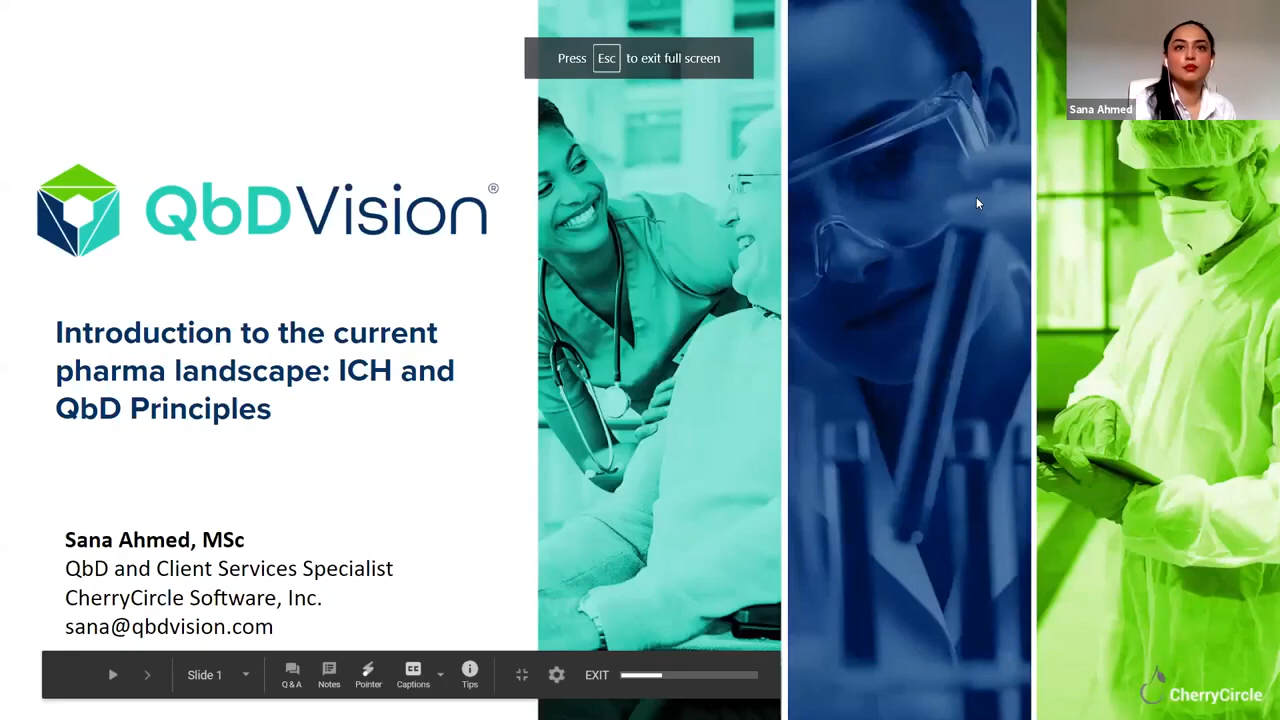 Press Esc to exit full screen
Sana Ahmed
QbDVision®
Introduction to the current
pharma landscape: ICH and
QbD Principles
Sana Ahmed, MSc
QbD and Client Services Specialist
CherryCircle Software, Inc.
sana@qbdvision.com
Slide 1
Q & A
Notes
Pointer
CC
Captions
Tips
EXIT
CherryCircle